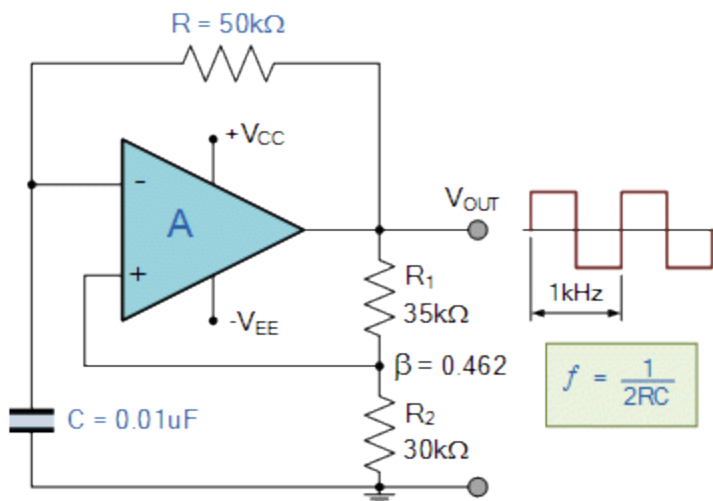 R = 50kΩ
+VCC
-
A
+
-VEE
VOUT
R1
35kΩ
1kHz
β = 0.462
f = 1/2RC
C = 0.01uF
R2
30kΩ